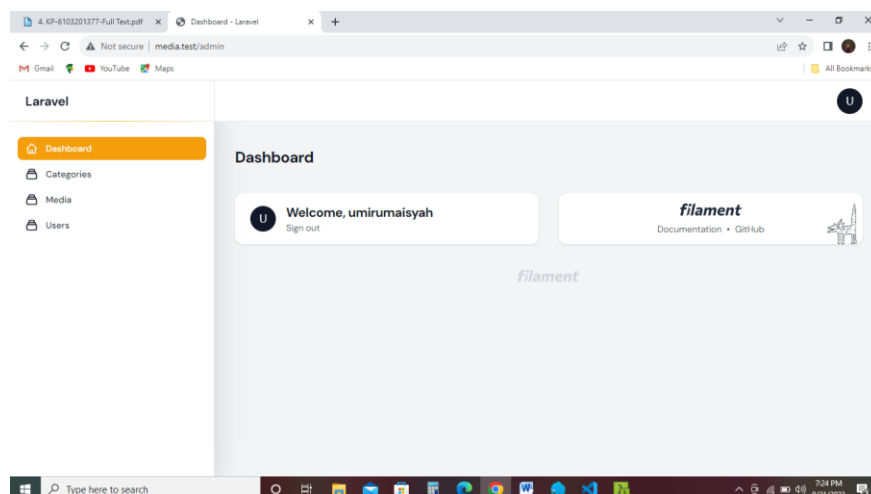 4. KP-6103201377-Full Text.pdf
Dashboard - Laravel
Not secure | media.test/admin
Gmail
YouTube
Maps
All Bookmarks
Laravel
U
Dashboard
Categories
Media
Users
Dashboard
U
Welcome, umirumaisyah
Sign out
filament
Documentation • GitHub
filament
Type here to search
7:24 PM